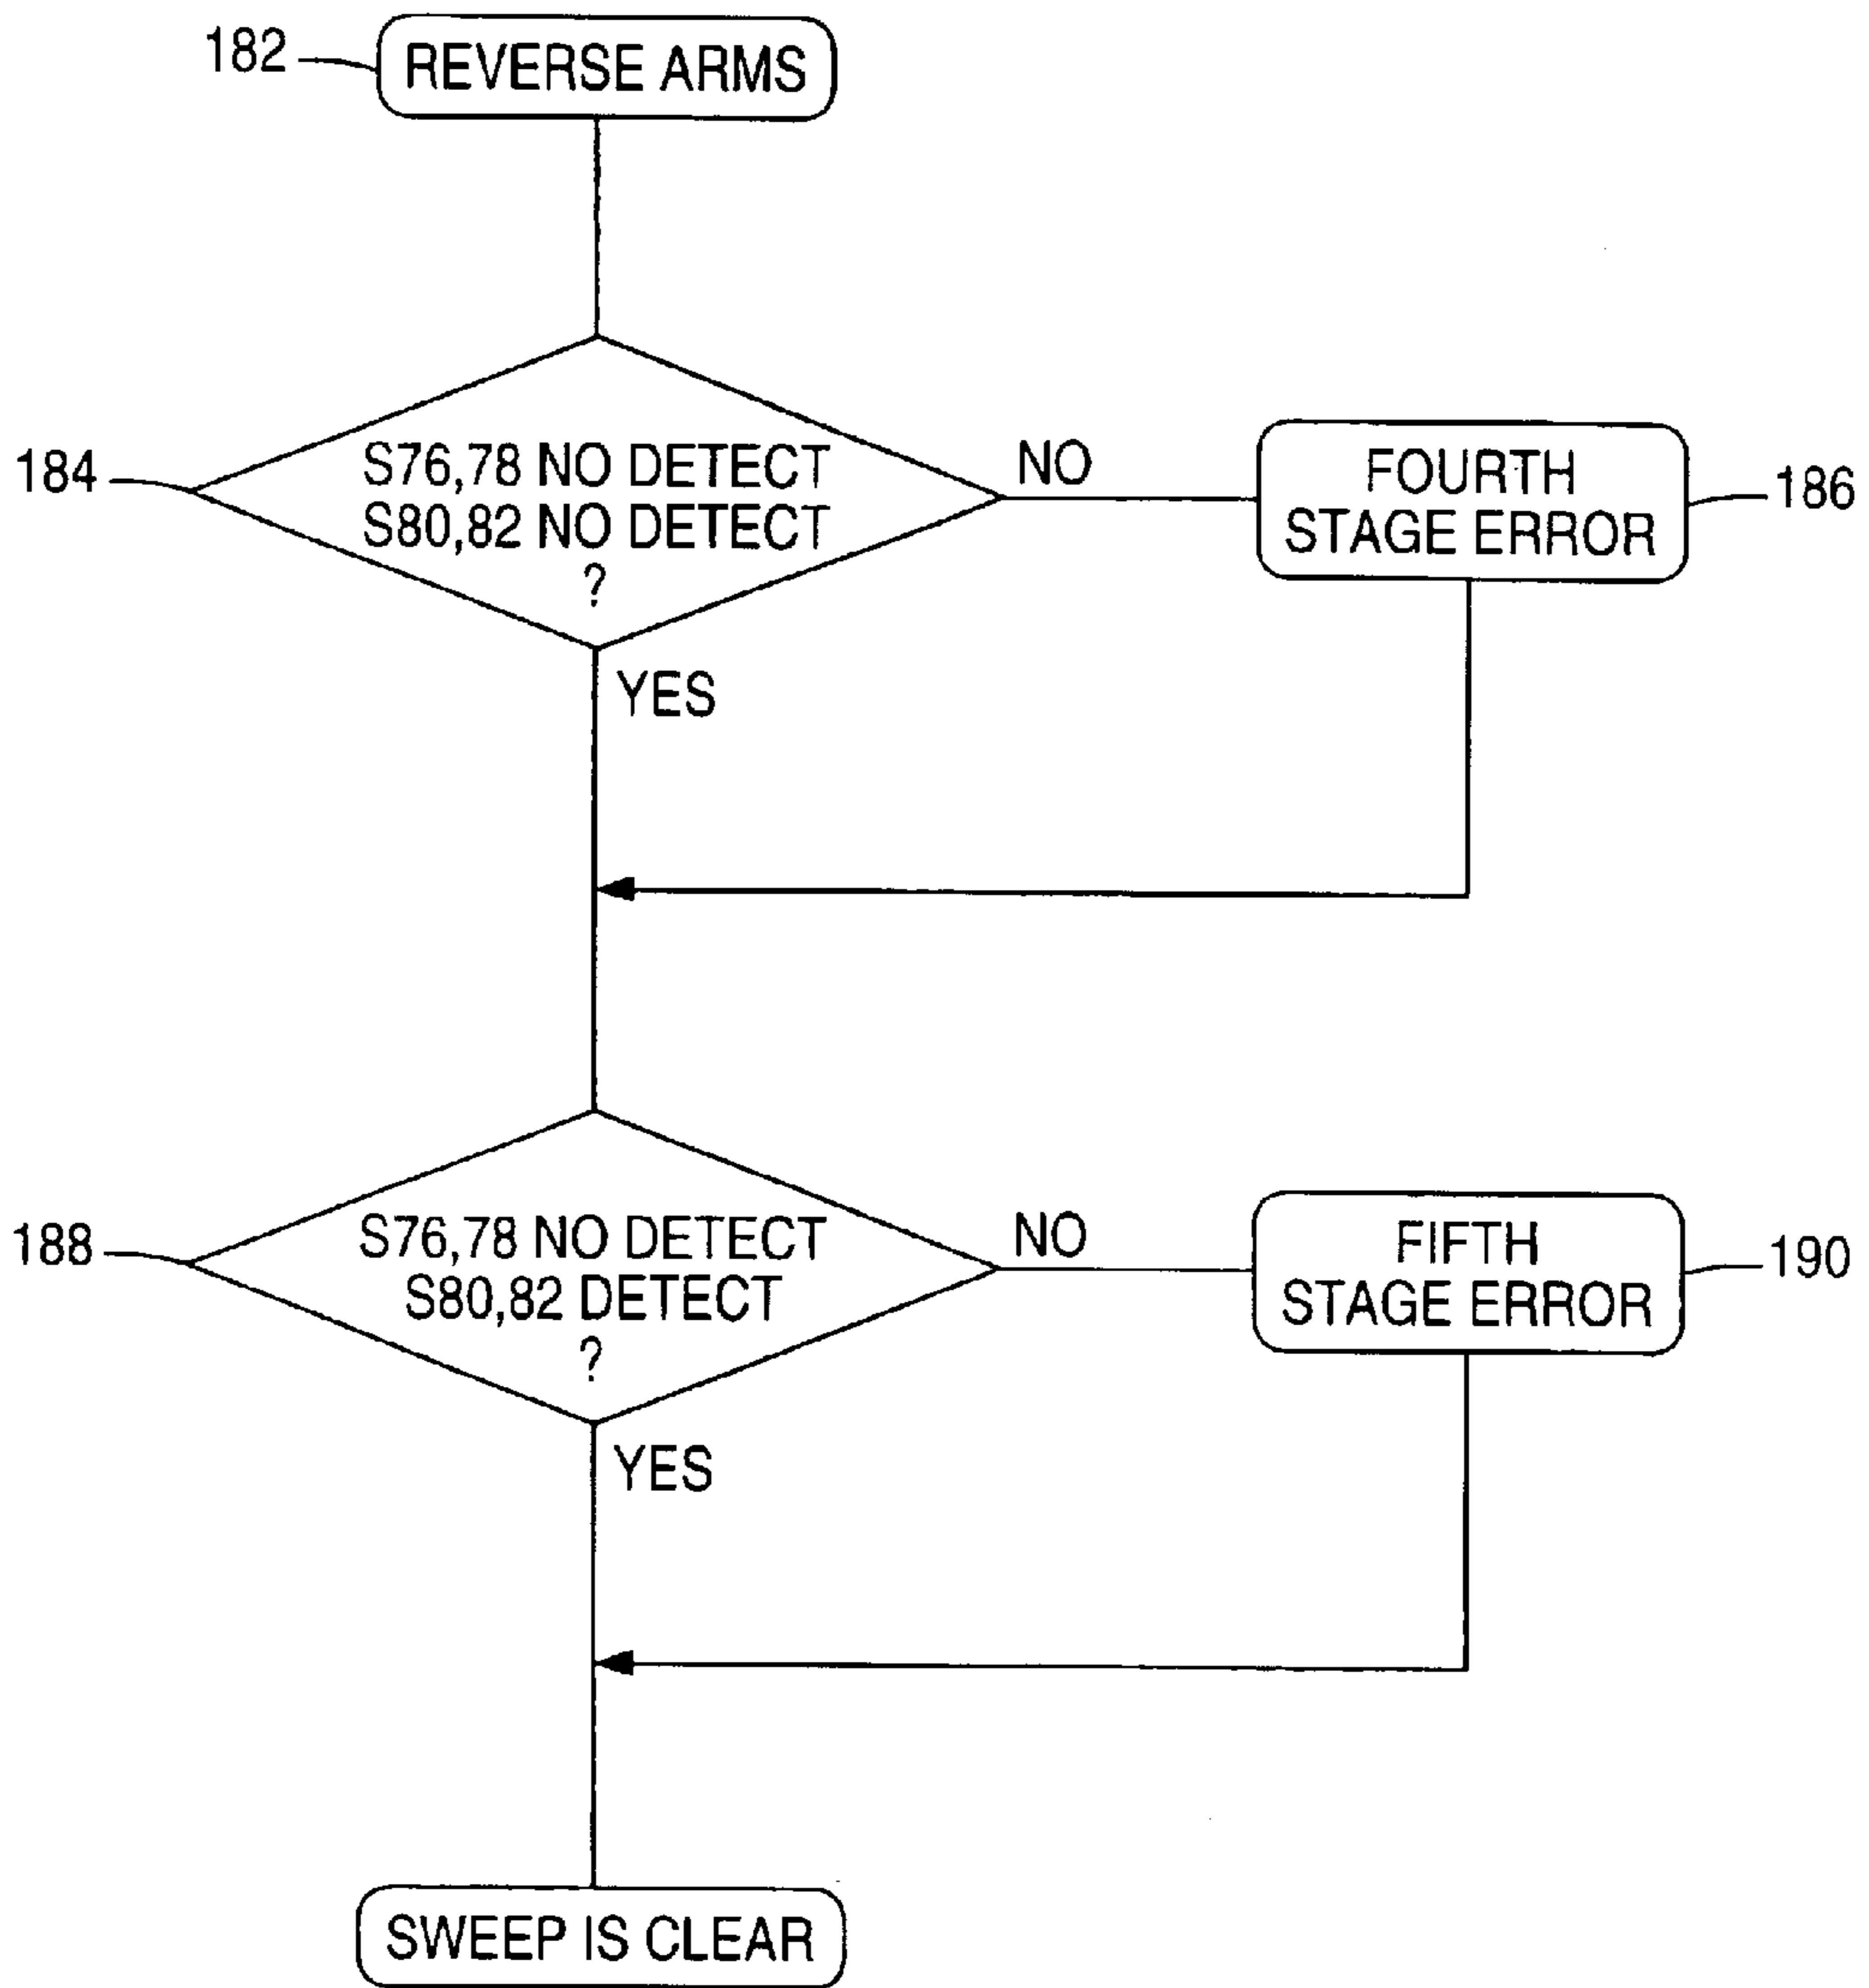 182
REVERSE ARMS
184
S76,78 NO DETECT
S80,82 NO DETECT
?
NO
FOURTH
STAGE ERROR
186
YES
188
S76,78 NO DETECT
S80,82 DETECT
?
NO
FIFTH
STAGE ERROR
190
YES
SWEEP IS CLEAR